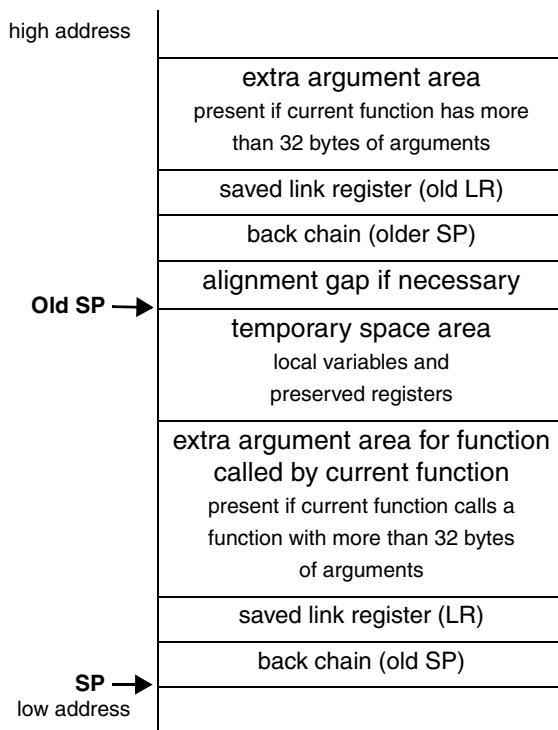 high address
extra argument area
present if current function has more
than 32 bytes of arguments
saved link register (old LR)
back chain (older SP)
alignment gap if necessary
Old SP
temporary space area
local variables and
preserved registers
extra argument area for function
called by current function
present if current function calls a
function with more than 32 bytes
of arguments
saved link register (LR)
back chain (old SP)
SP
low address